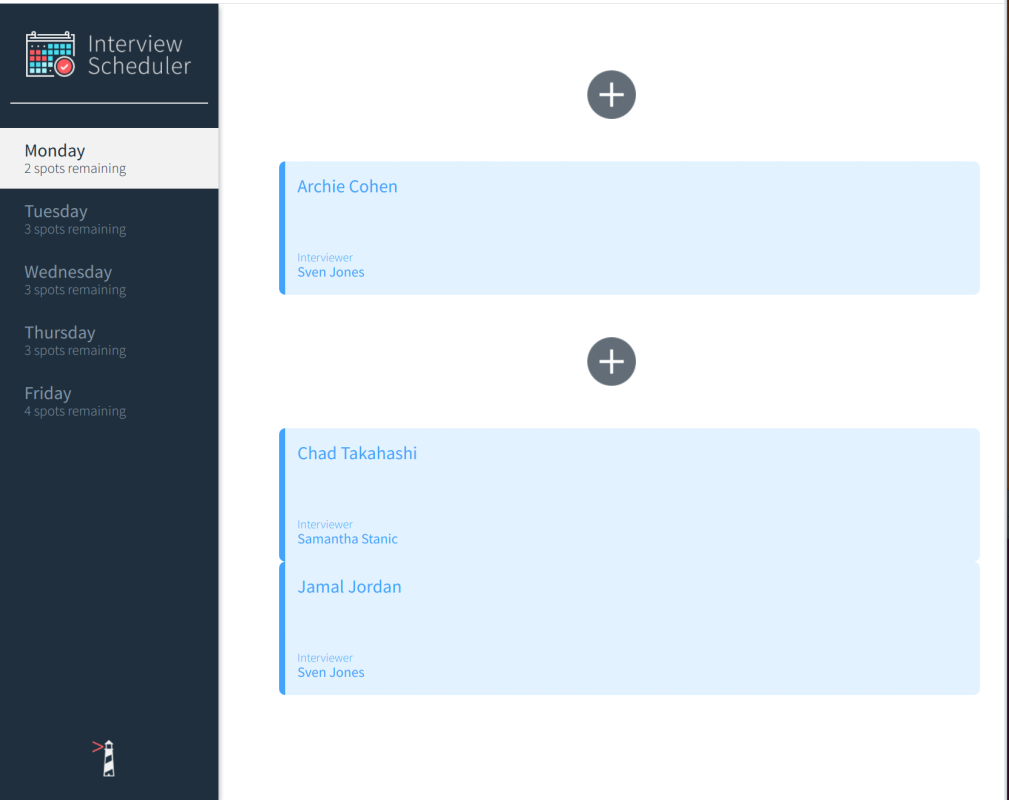 Interview
Scheduler
Monday
2 spots remaining
Tuesday
3 spots remaining
Wednesday
3 spots remaining
Thursday
3 spots remaining
Friday
4 spots remaining
Archie Cohen
Interviewer
Sven Jones
Chad Takahashi
Interviewer
Samantha Stanic
Jamal Jordan
Interviewer
Sven Jones